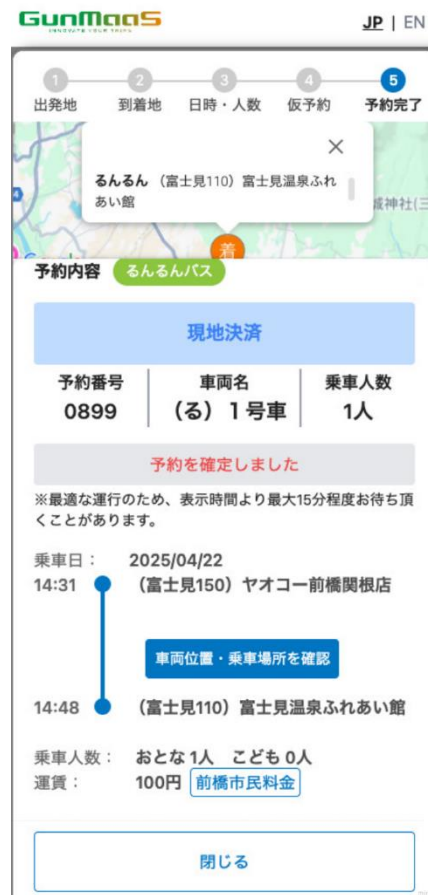 GunMaaS
INNOVATE YOUR TRIPS
JP | EN
1 2 3 4 5
出発地 到着地 日時・人数 仮予約 予約完了
×
るんるん （富士見110）富士見温泉ふれ
あい館
城神社(三
着
予約内容 るんるんバス
現地決済
予約番号 車両名 乗車人数
0899 （る）１号車 1人
予約を確定しました
※最適な運行のため、表示時間より最大15分程度お待ち頂
くことがあります。
乗車日： 2025/04/22
14:31 （富士見150）ヤオコー前橋関根店
車両位置・乗車場所を確認
14:48 （富士見110）富士見温泉ふれあい館
乗車人数： おとな 1人 こども 0人
運賃： 100円 前橋市民料金
閉じる